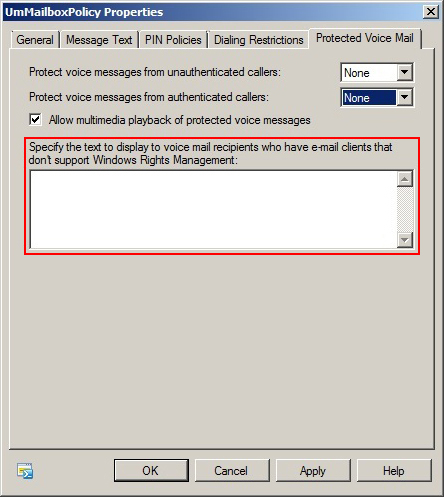 UmMailboxPolicy Properties
General Message Text PIN Policies Dialing Restrictions Protected Voice Mail
Protect voice messages from unauthenticated callers: None
Protect voice messages from authenticated callers: None
Allow multimedia playback of protected voice messages
Specify the text to display to voice mail recipients who have e-mail clients that
don't support Windows Rights Management:
OK Cancel Apply Help